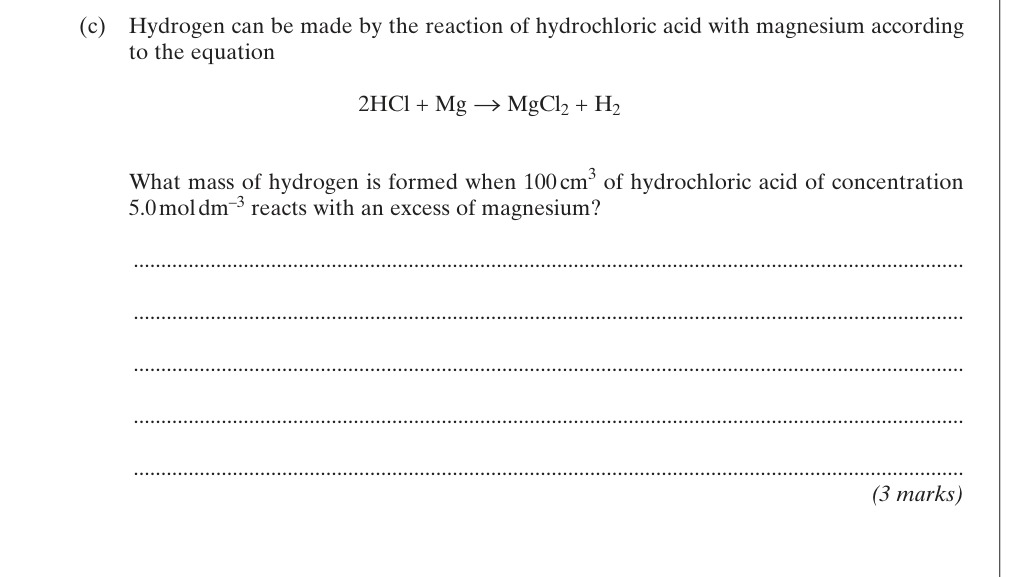 (c) Hydrogen can be made by the reaction of hydrochloric acid with magnesium according
to the equation
2HCl + Mg → MgCl₂ + H₂
What mass of hydrogen is formed when 100 cm³ of hydrochloric acid of concentration
5.0 mol dm⁻³ reacts with an excess of magnesium?
................................................................................
................................................................................
................................................................................
................................................................................
................................................................................
(3 marks)